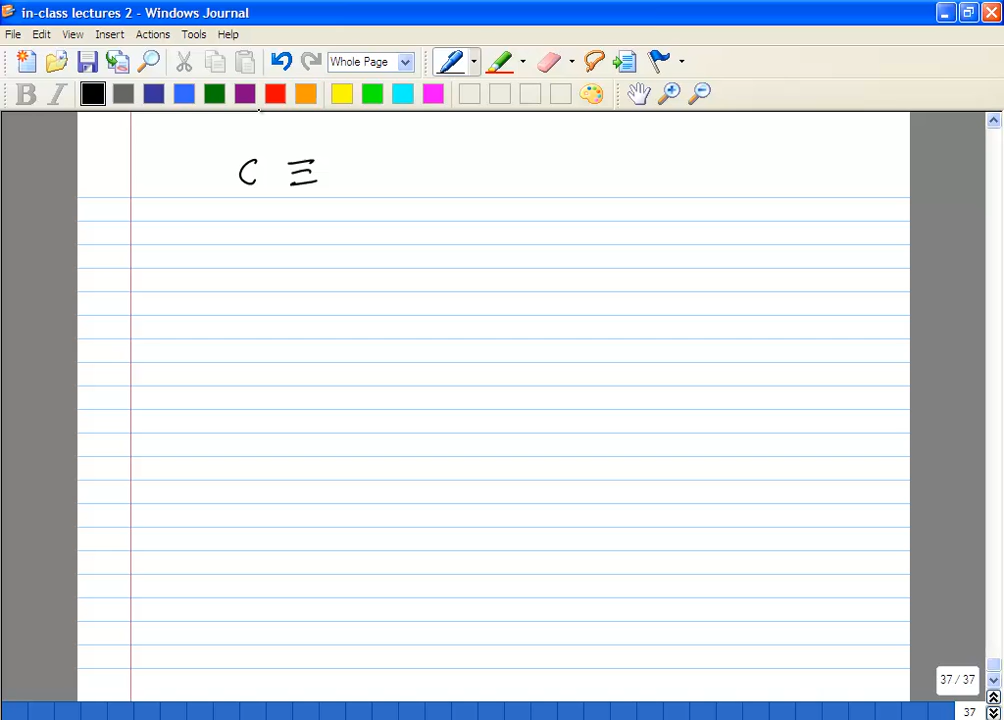 in-class lectures 2 - Windows Journal
File Edit View Insert Actions Tools Help
Whole Page
B I
C ≡
37 / 37
37